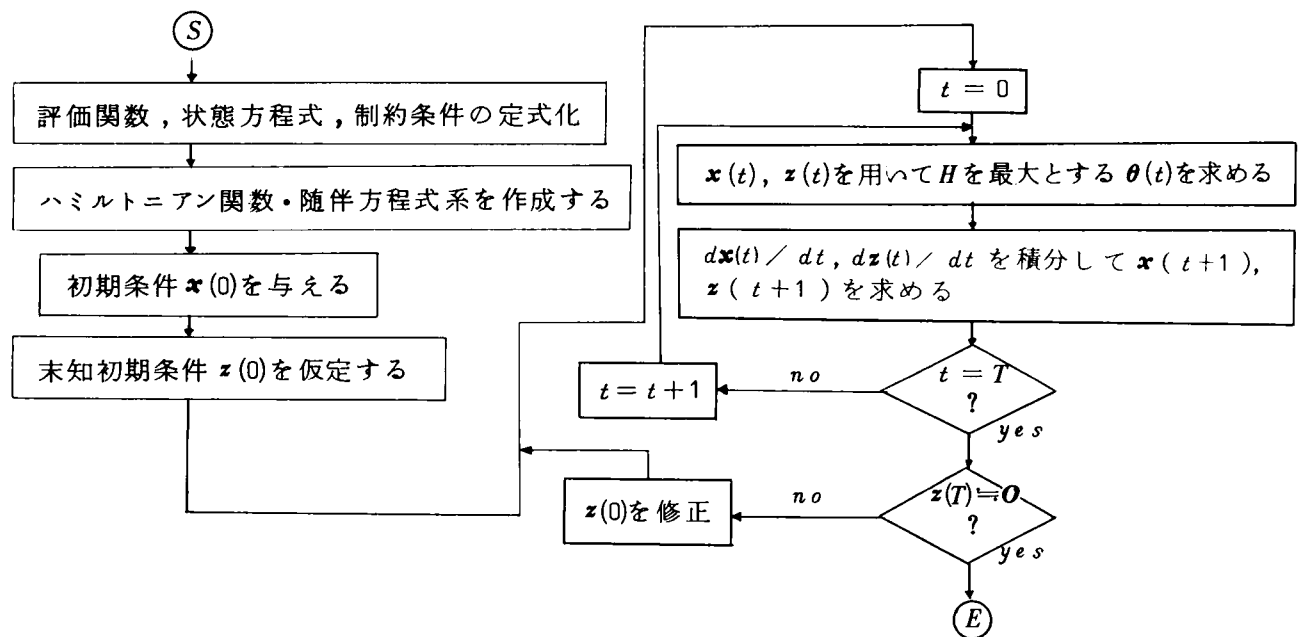 S
評価関数，状態方程式，制約条件の定式化
ハミルトニアン関数・随伴方程式系を作成する
初期条件 x(0)を与える
末知初期条件 z(0)を仮定する
t = 0
x(t), z(t)を用いてHを最大とする θ(t)を求める
dx(t)/dt, dz(t)/dt を積分して x(t+1),
z(t+1)を求める
t = T
?
no
t = t+1
yes
z(T)≒O
?
no
z(0)を修正
yes
E